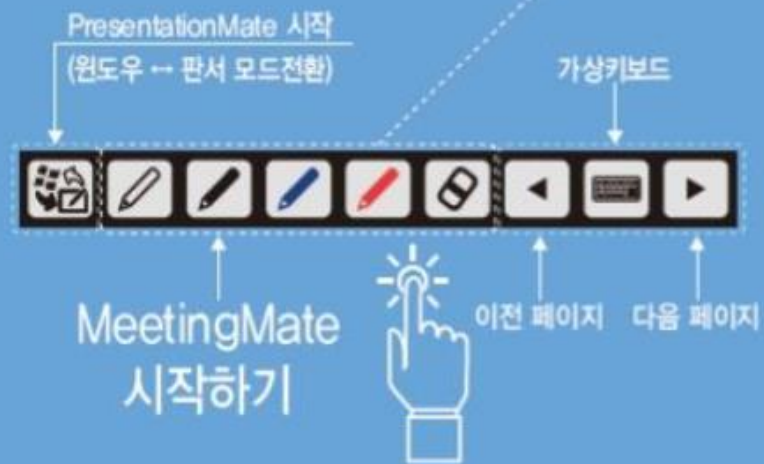 PresentationMate 시작
(윈도우 ↔ 판서 모드전환)
가상키보드
MeetingMate
시작하기
이전 페이지
다음 페이지